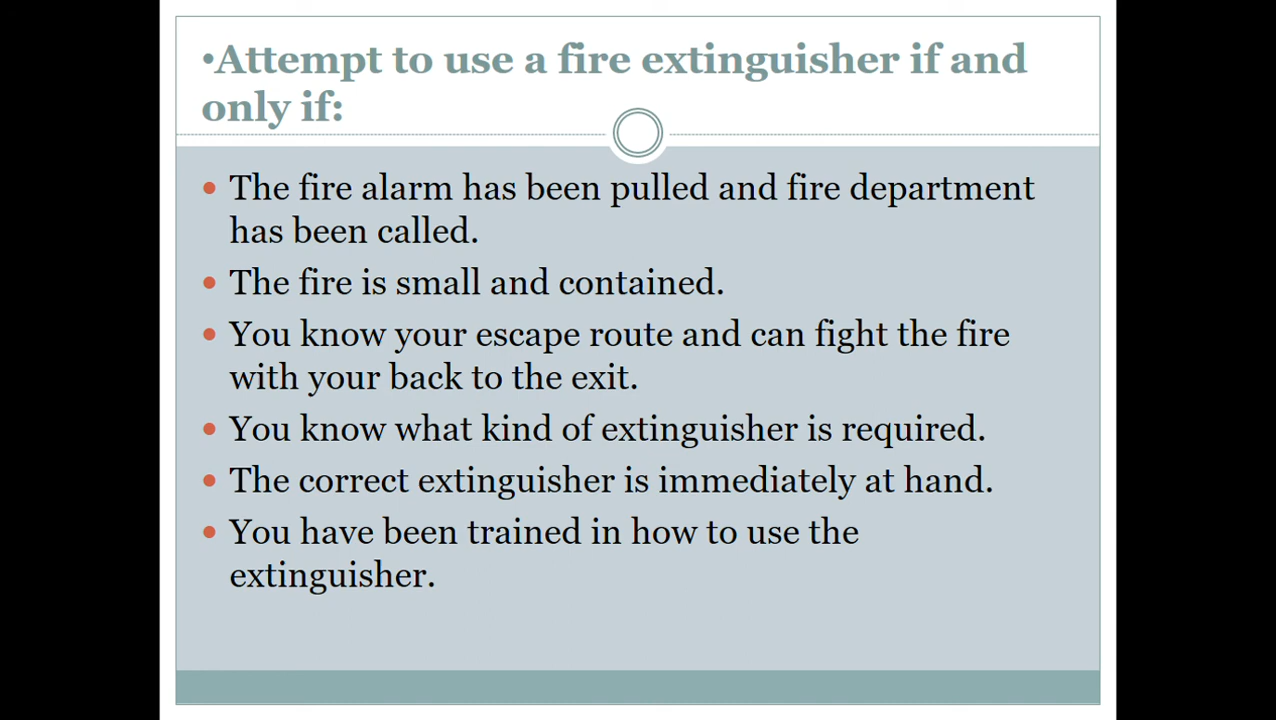 •Attempt to use a fire extinguisher if and
only if:
• The fire alarm has been pulled and fire department
has been called.
• The fire is small and contained.
• You know your escape route and can fight the fire
with your back to the exit.
• You know what kind of extinguisher is required.
• The correct extinguisher is immediately at hand.
• You have been trained in how to use the
extinguisher.